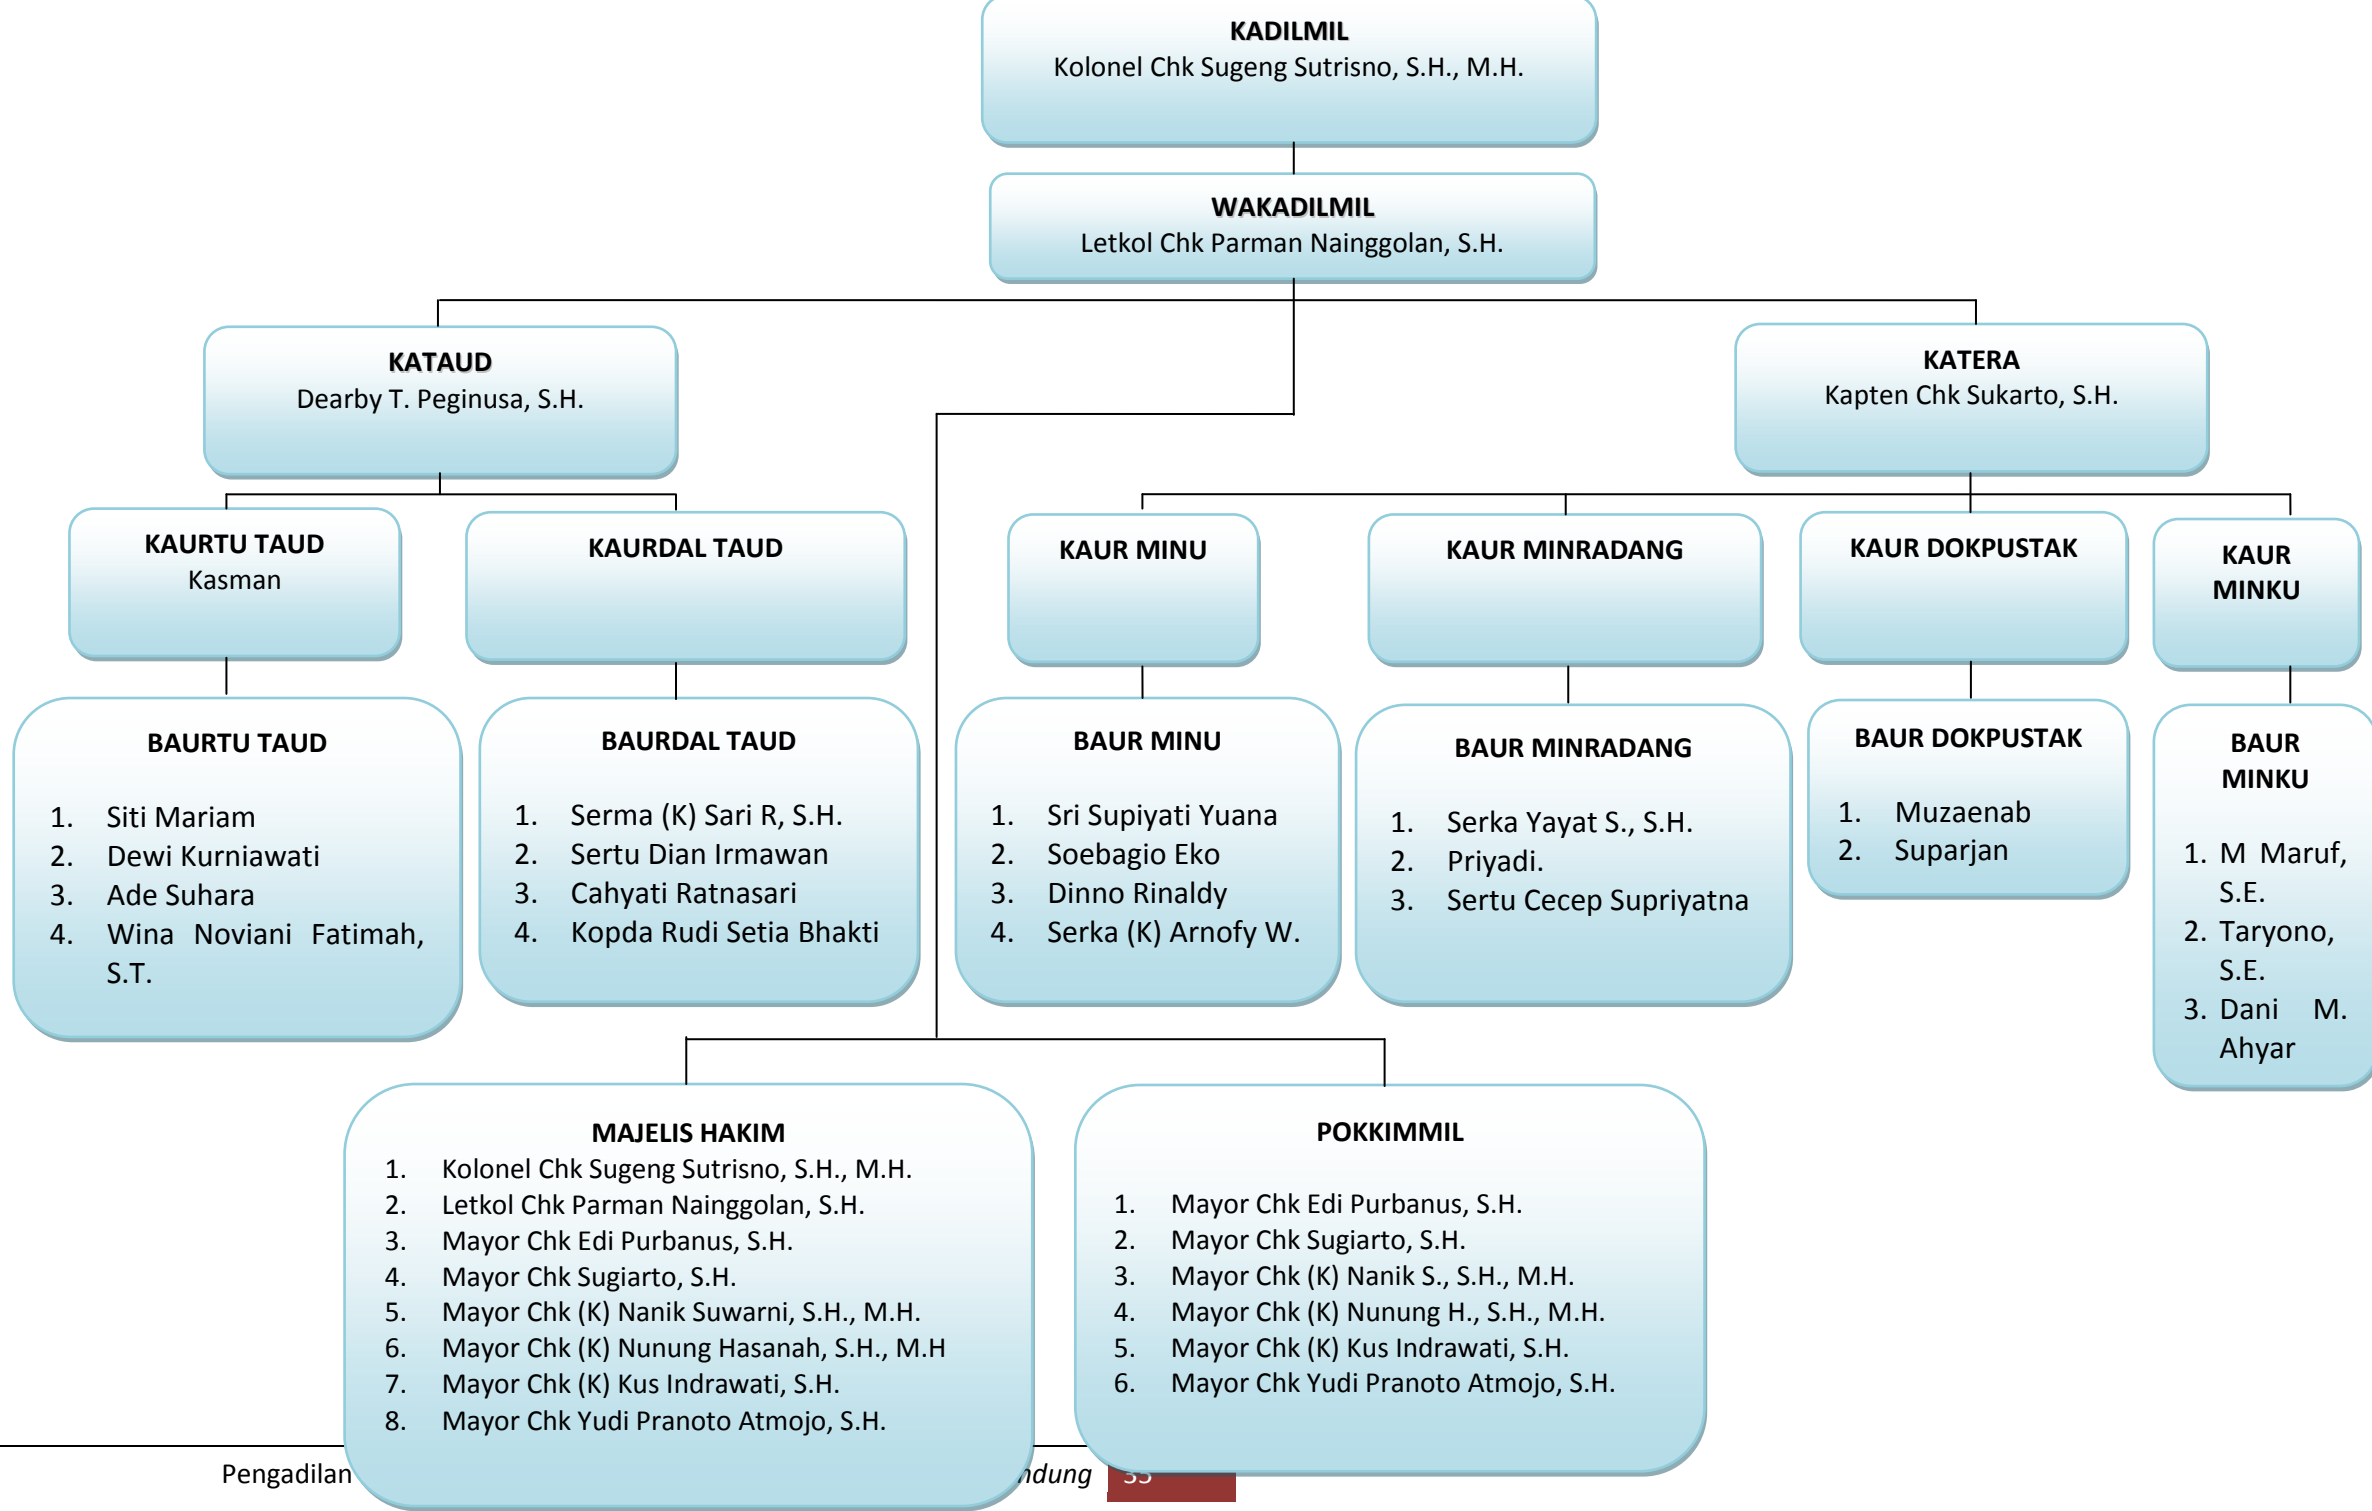 KADILMIL
Kolonel Chk Sugeng Sutrisno, S.H., M.H.
WAKADILMIL
Letkol Chk Parman Nainggolan, S.H.
KATAUD
Dearby T. Peginusa, S.H.
KATERA
Kapten Chk Sukarto, S.H.
KAURTU TAUD
Kasman
KAURDAL TAUD
KAUR MINU
KAUR MINRADANG
KAUR DOKPUSTAK
KAUR
MINKU
BAURTU TAUD
1. Siti Mariam
2. Dewi Kurniawati
3. Ade Suhara
4. Wina Noviani Fatimah,
S.T.
BAURDAL TAUD
1. Serma (K) Sari R, S.H.
2. Sertu Dian Irmawan
3. Cahyati Ratnasari
4. Kopda Rudi Setia Bhakti
BAUR MINU
1. Sri Supiyati Yuana
2. Soebagio Eko
3. Dinno Rinaldy
4. Serka (K) Arnofy W.
BAUR MINRADANG
1. Serka Yayat S., S.H.
2. Priyadi.
3. Sertu Cecep Supriyatna
BAUR DOKPUSTAK
1. Muzaenab
2. Suparjan
BAUR
MINKU
1. M Maruf,
S.E.
2. Taryono,
S.E.
3. Dani M.
Ahyar
MAJELIS HAKIM
1. Kolonel Chk Sugeng Sutrisno, S.H., M.H.
2. Letkol Chk Parman Nainggolan, S.H.
3. Mayor Chk Edi Purbanus, S.H.
4. Mayor Chk Sugiarto, S.H.
5. Mayor Chk (K) Nanik Suwarni, S.H., M.H.
6. Mayor Chk (K) Nunung Hasanah, S.H., M.H
7. Mayor Chk (K) Kus Indrawati, S.H.
8. Mayor Chk Yudi Pranoto Atmojo, S.H.
POKKIMMIL
1. Mayor Chk Edi Purbanus, S.H.
2. Mayor Chk Sugiarto, S.H.
3. Mayor Chk (K) Nanik S., S.H., M.H.
4. Mayor Chk (K) Nunung H., S.H., M.H.
5. Mayor Chk (K) Kus Indrawati, S.H.
6. Mayor Chk Yudi Pranoto Atmojo, S.H.
Pengadilan ndung